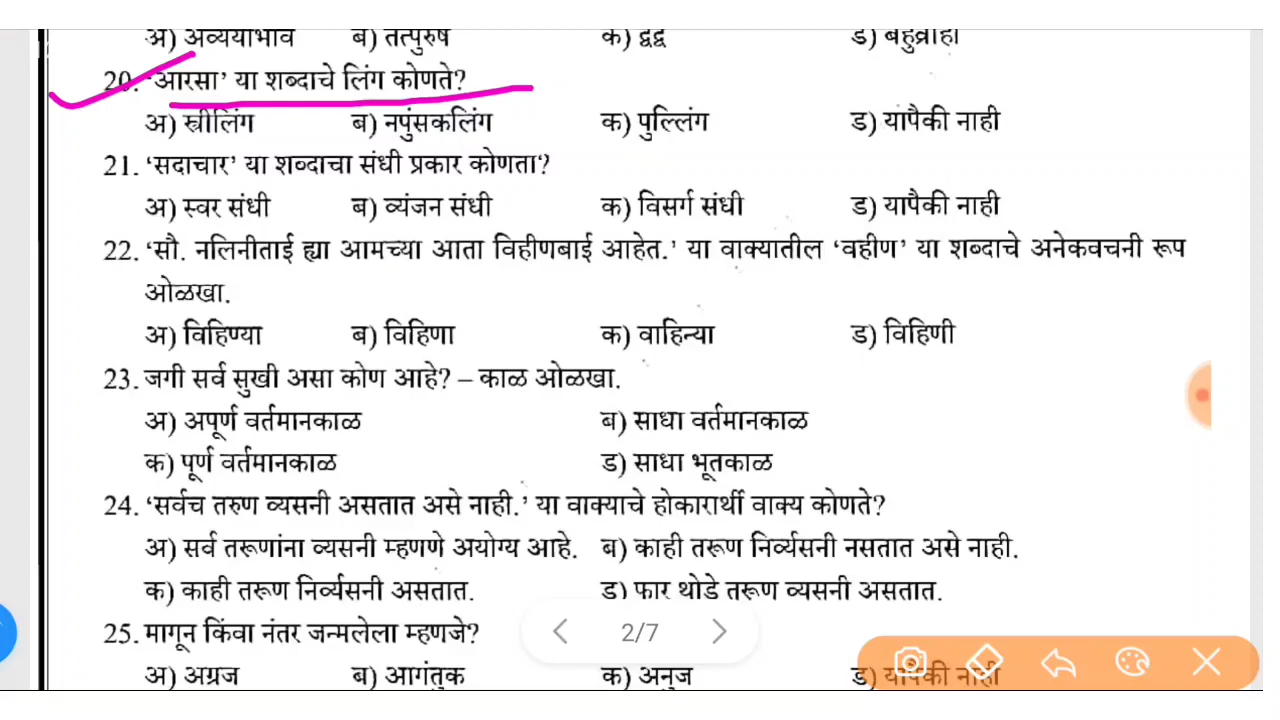 अ) अव्ययीभाव ब) तत्पुरुष क) द्वंद्व ड) बहुव्रीही
20. ‘आरसा’ या शब्दाचे लिंग कोणते?
अ) स्त्रीलिंग ब) नपुंसकलिंग क) पुल्लिंग ड) यापैकी नाही
21. ‘सदाचार’ या शब्दाचा संधी प्रकार कोणता?
अ) स्वर संधी ब) व्यंजन संधी क) विसर्ग संधी ड) यापैकी नाही
22. ‘सौ. नलिनीताई ह्या आमच्या आता विहीणबाई आहेत.’ या वाक्यातील ‘वहीण’ या शब्दाचे अनेकवचनी रूप
ओळखा.
अ) विहिण्या ब) विहिणा क) वाहिन्या ड) विहिणी
23. जगी सर्व सुखी असा कोण आहे? – काळ ओळखा.
अ) अपूर्ण वर्तमानकाळ ब) साधा वर्तमानकाळ
क) पूर्ण वर्तमानकाळ ड) साधा भूतकाळ
24. ‘सर्वच तरुण व्यसनी असतात असे नाही.’ या वाक्याचे होकारार्थी वाक्य कोणते?
अ) सर्व तरूणांना व्यसनी म्हणणे अयोग्य आहे. ब) काही तरूण निर्व्यसनी नसतात असे नाही.
क) काही तरूण निर्व्यसनी असतात. ड) फार थोडे तरूण व्यसनी असतात.
25. मागून किंवा नंतर जन्मलेला म्हणजे?
2/7
अ) अग्रज ब) आगंतुक क) अनुज ड) यापैकी नाही